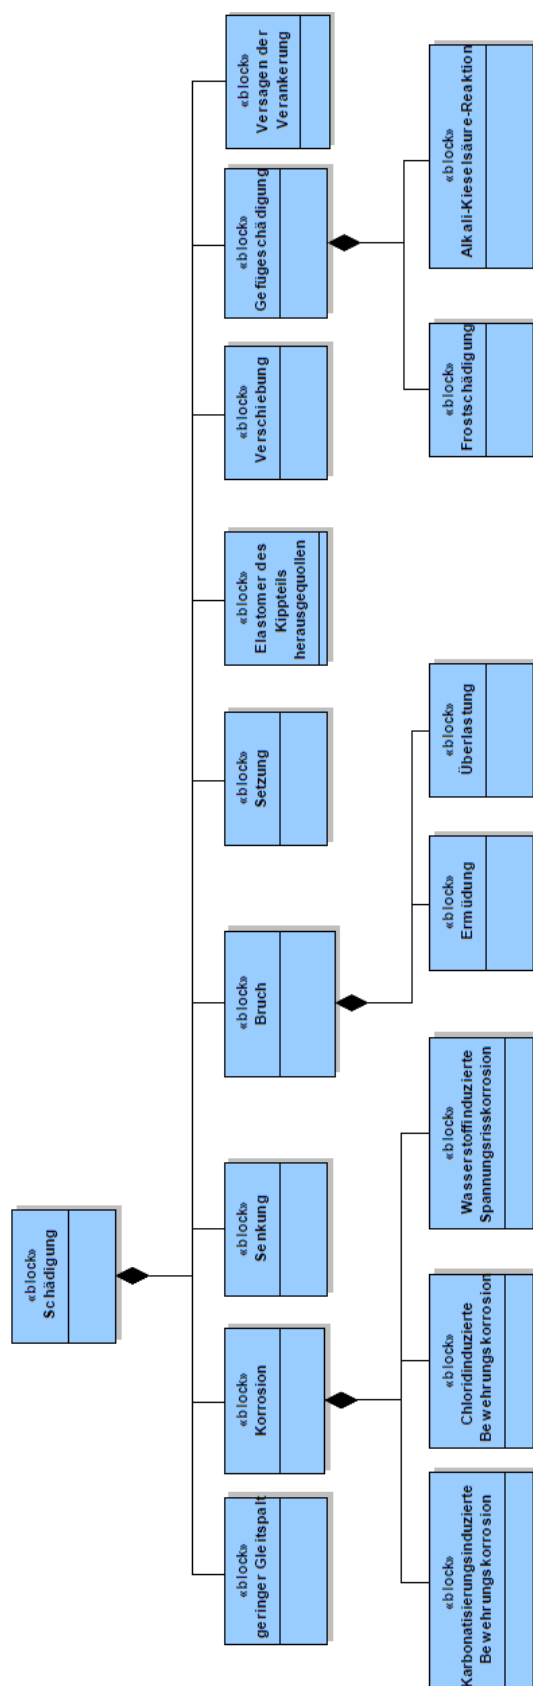 «block»
Schädigung
«block»
geringer Gleitspalt
«block»
Korrosion
«block»
Senkung
«block»
Bruch
«block»
Setzung
«block»
Elastomer des
Kippteils
herausgequollen
«block»
Verschiebung
«block»
Gefügeschädigung
«block»
Versagen der
Verankerung
«block»
Karbonatisierungsinduzierte
Bewehrungskorrosion
«block»
Chloridinduzierte
Bewehrungskorrosion
«block»
Wasserstoffinduzierte
Spannungsrisskorrosion
«block»
Ermüdung
«block»
Überlastung
«block»
Frostschädigung
«block»
Alkali-Kieselsäure-Reaktion